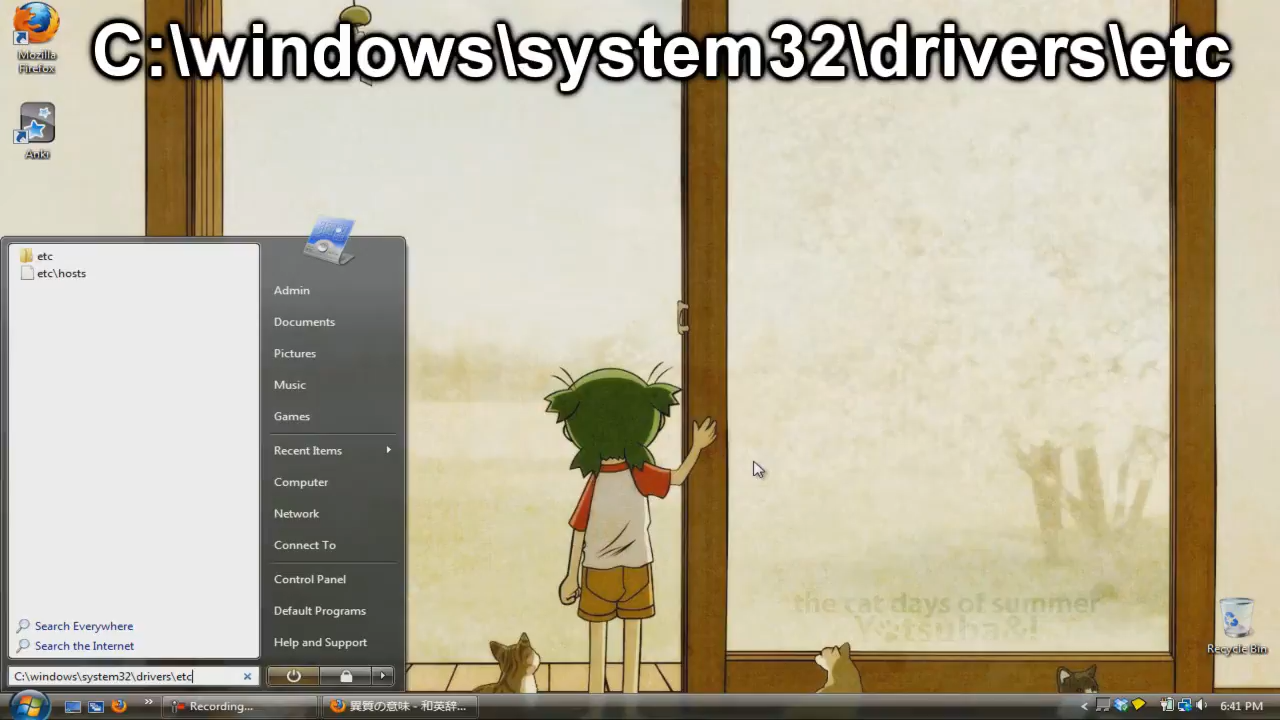 C:\windows\system32\drivers\etc
Mozilla
Firefox
Anki
etc
etc\hosts
Admin
Documents
Pictures
Music
Games
Recent Items
Computer
Network
Connect To
Control Panel
Default Programs
Help and Support
Search Everywhere
Search the Internet
C:\windows\system32\drivers\etc
the cat days of summer
Yotsuba&!
Recycle Bin
Recording...
異質の意味 - 和英辞...
6:41 PM